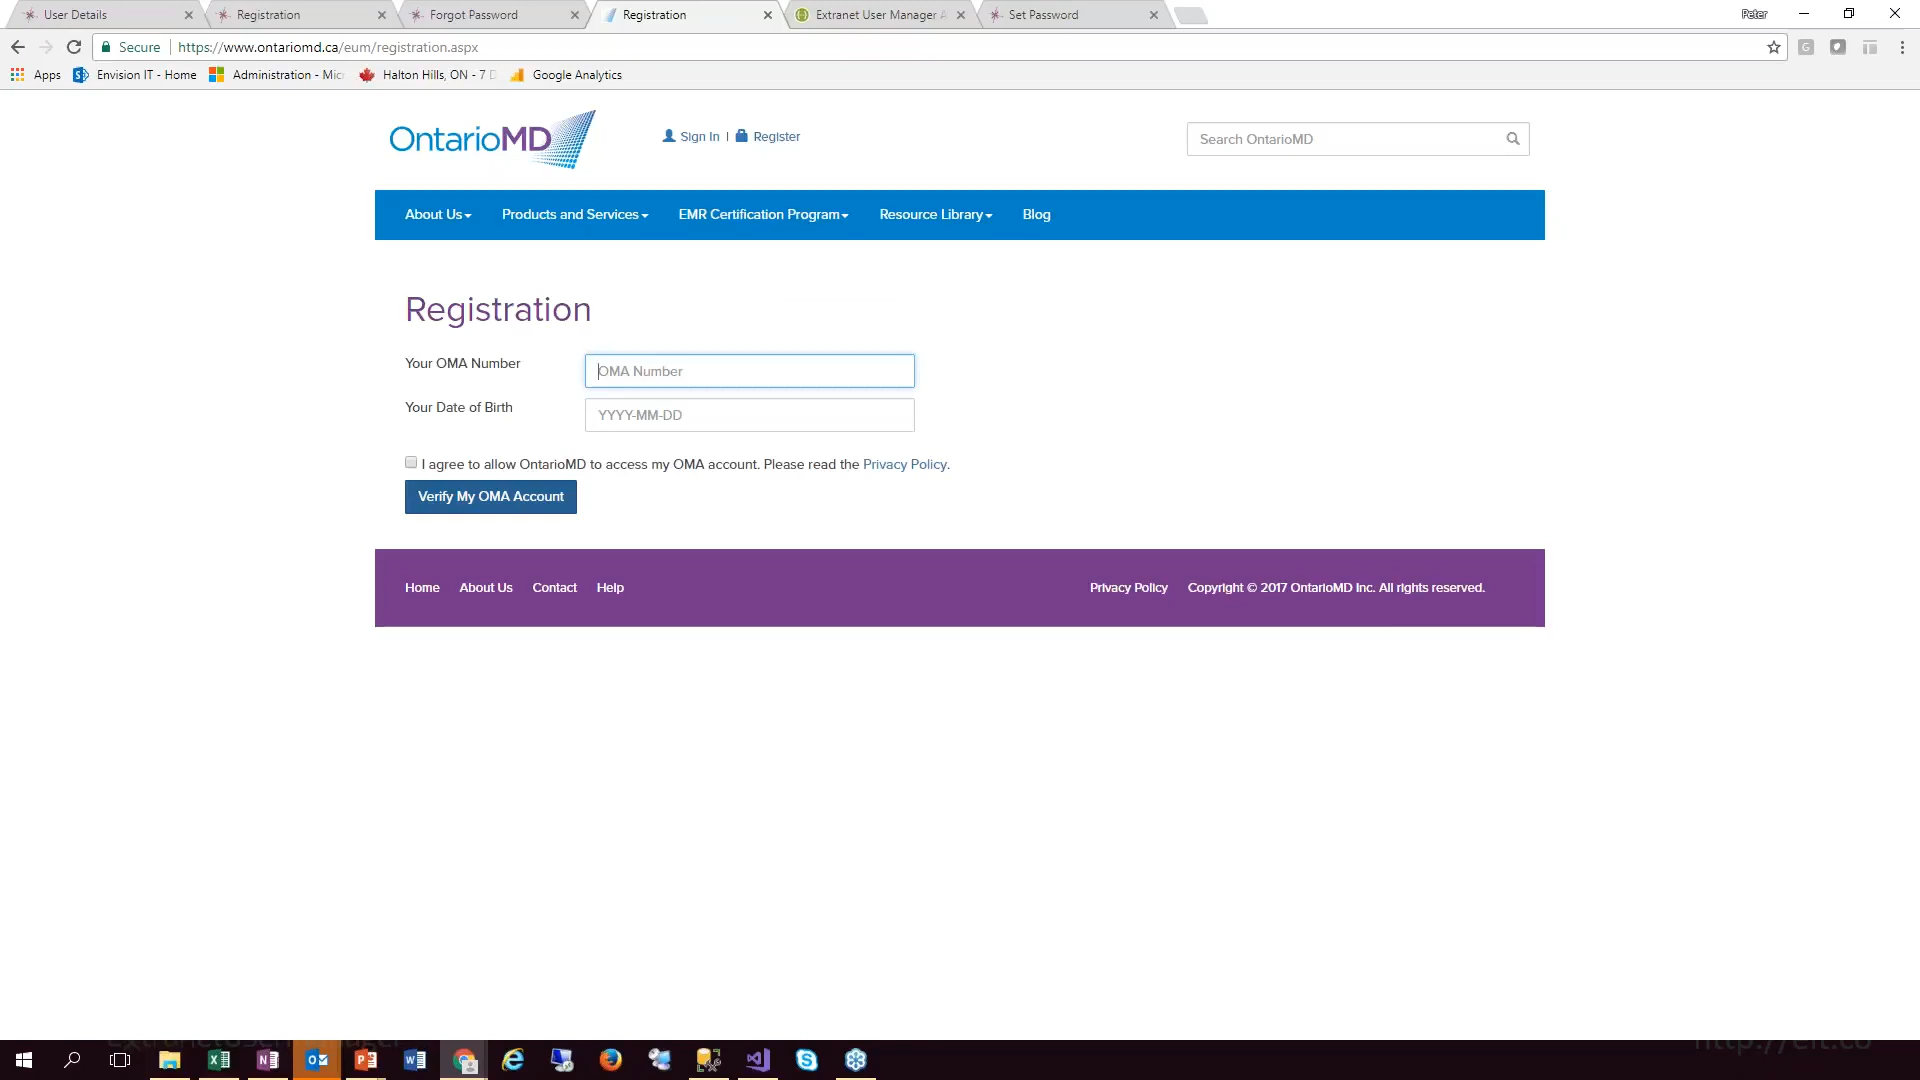 User Details
Registration
Forgot Password
Registration
Extranet User Manager A
Set Password
Peter
Secure
https://www.ontariomd.ca/eum/registration.aspx
Apps
Envision IT - Home
Administration - Mic
Halton Hills, ON - 7 D
Google Analytics
OntarioMD
Sign In | Register
Search OntarioMD
About Us Products and Services EMR Certification Program Resource Library Blog
Registration
Your OMA Number
OMA Number
Your Date of Birth
YYYY-MM-DD
I agree to allow OntarioMD to access my OMA account. Please read the Privacy Policy.
Verify My OMA Account
Home About Us Contact Help
Privacy Policy Copyright © 2017 OntarioMD Inc. All rights reserved.